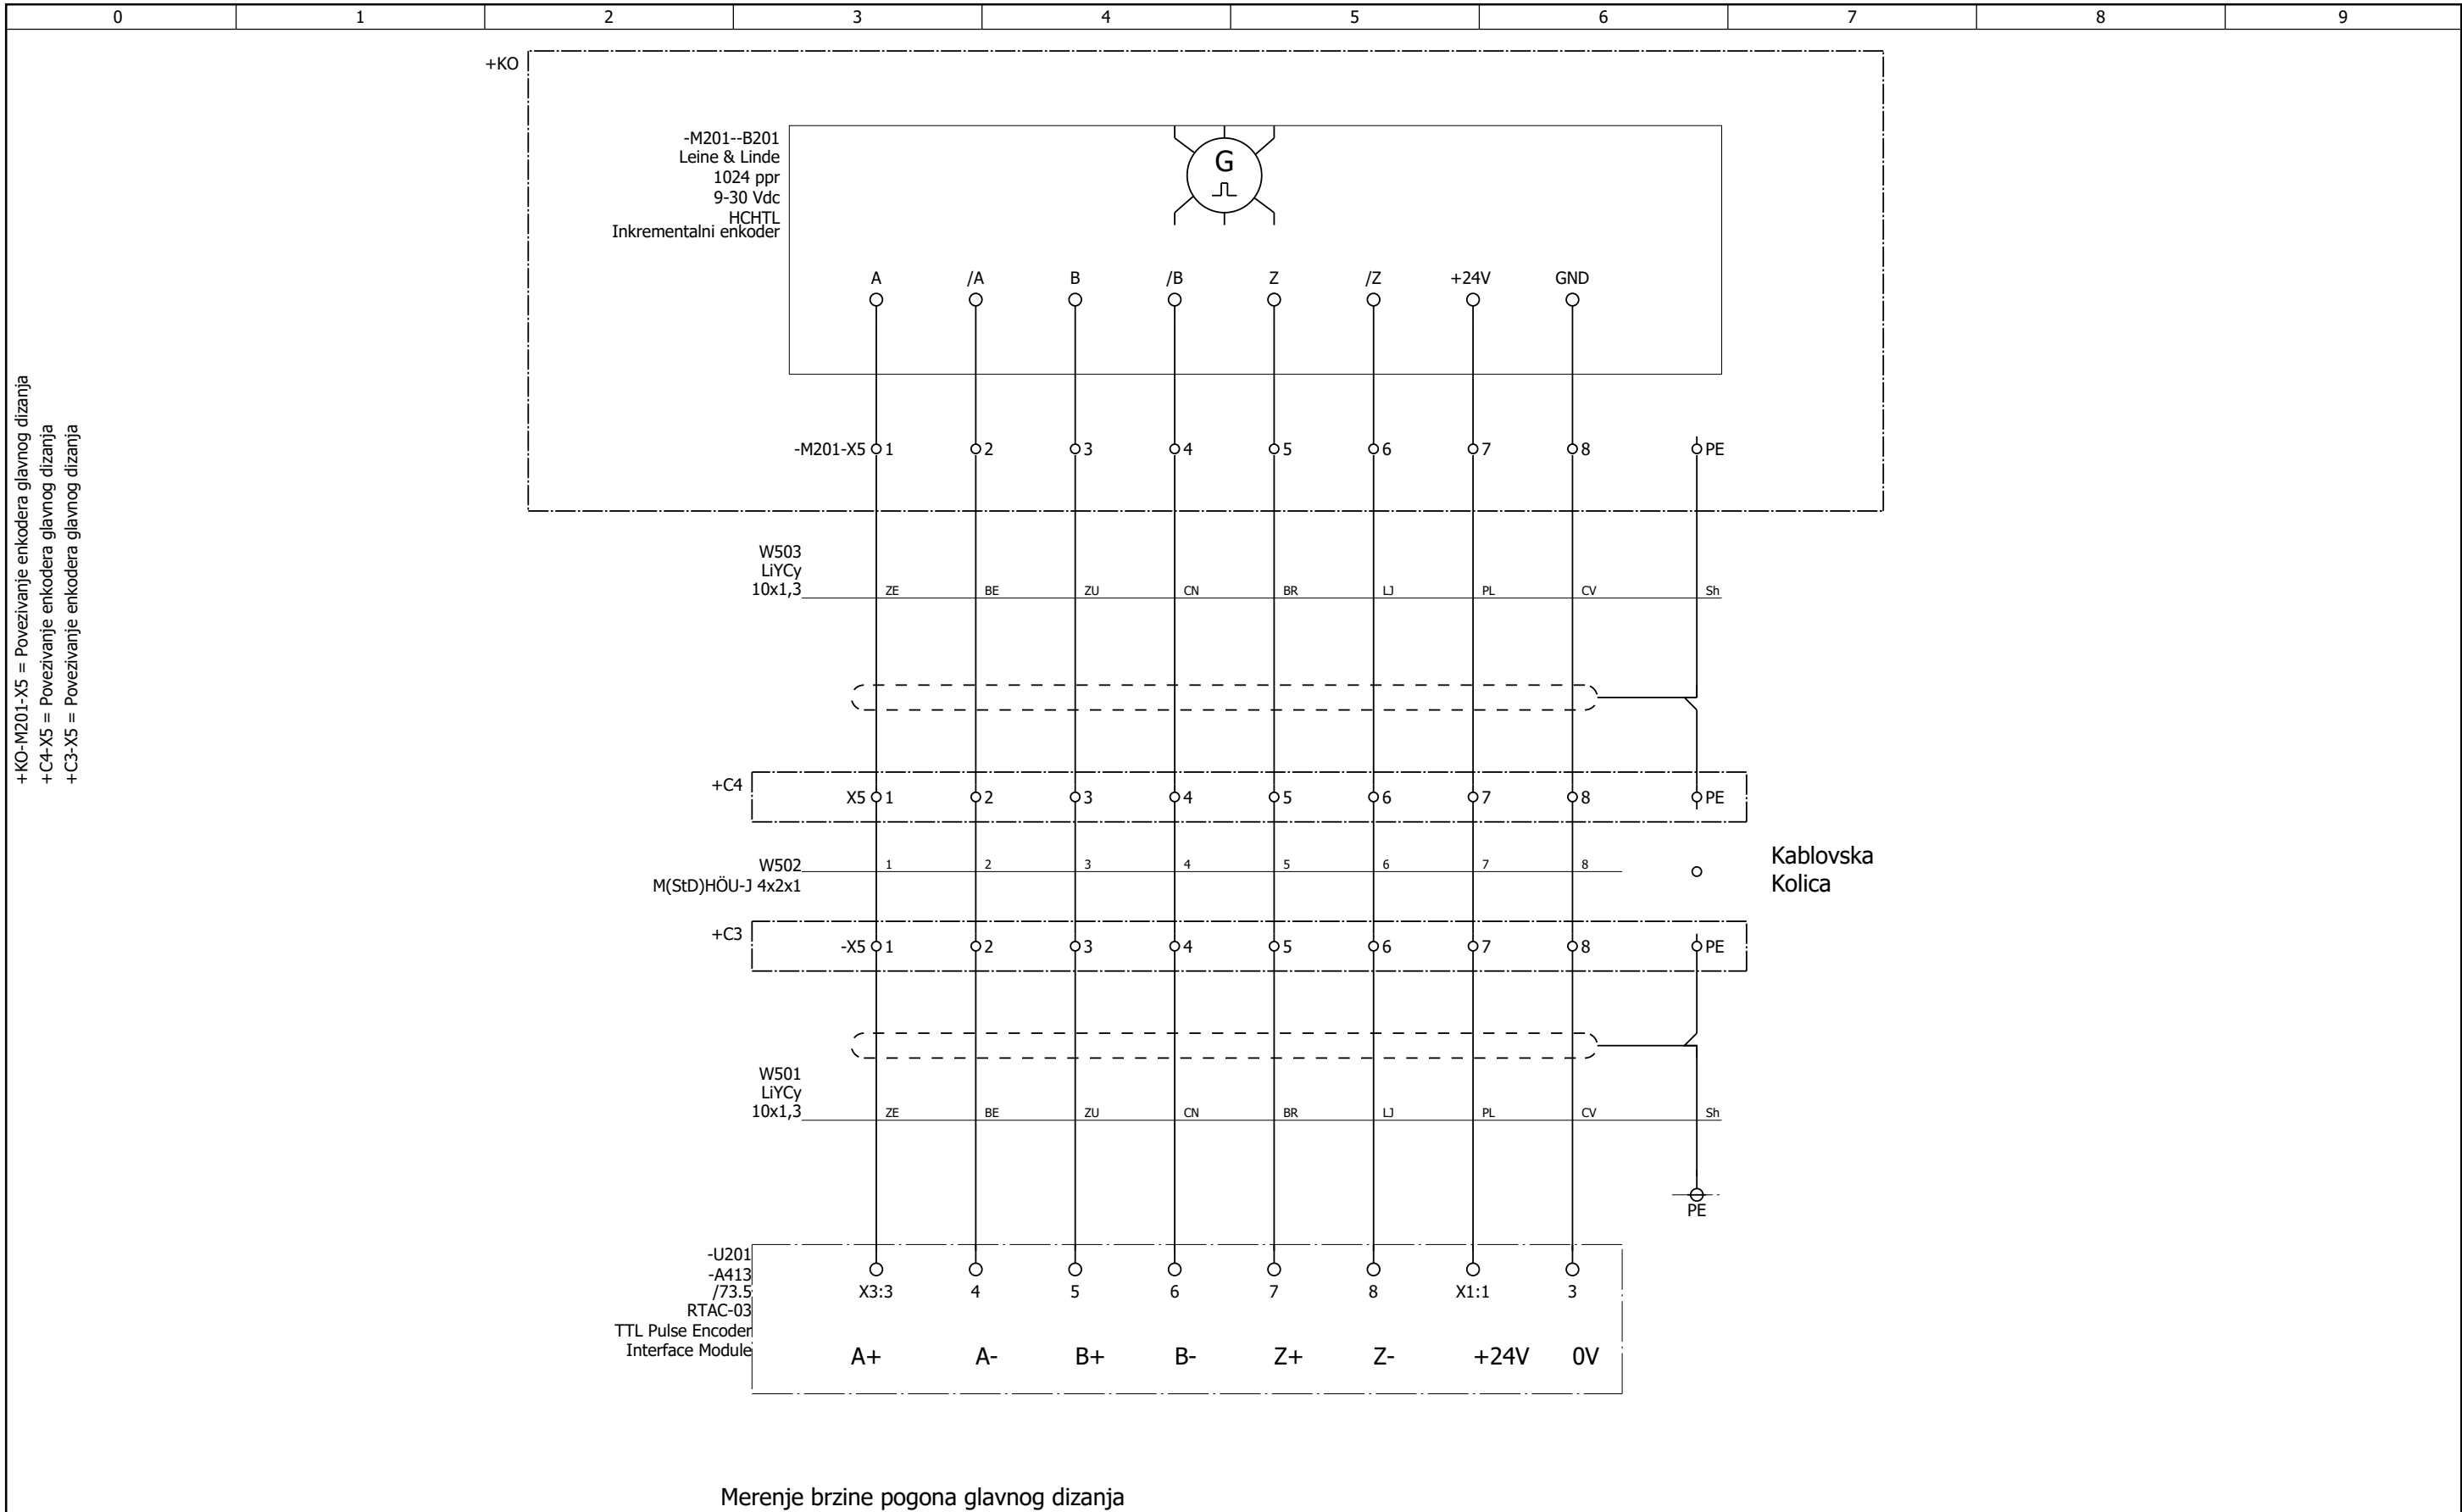 0 1 2 3 4 5 6 7 8 9
+KO
-M201--B201
Leine & Linde
1024 ppr
9-30 Vdc
HCHTL
Inkrementalni enkoder
G
A /A B /B Z /Z +24V GND
-M201-X5 1 2 3 4 5 6 7 8 PE
+KO-M201-X5 = Povezivanje enkodera glavnog dizanja
+C4-X5 = Povezivanje enkodera glavnog dizanja
+C3-X5 = Povezivanje enkodera glavnog dizanja
W503
LiYCy
10x1,3 ZE BE ZU CN BR LJ PL CV Sh
+C4
X5 1 2 3 4 5 6 7 8 PE
W502 1 2 3 4 5 6 7 8
M(StD)HÖU-J 4x2x1
Kablovska
Kolica
+C3
-X5 1 2 3 4 5 6 7 8 PE
W501
LiYCy
10x1,3 ZE BE ZU CN BR LJ PL CV Sh
PE
-U201
-A413
/73.5
RTAC-03
TTL Pulse Encoder
Interface Module
X3:3 4 5 6 7 8 X1:1 3
A+ A- B+ B- Z+ Z- +24V 0V
Merenje brzine pogona glavnog dizanja